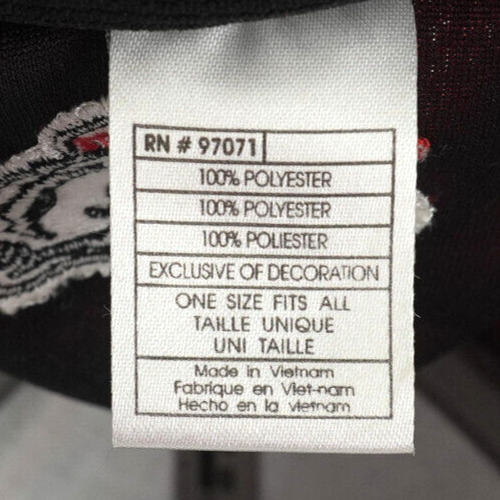 RN # 97071
100% POLYESTER
100% POLYESTER
100% POLIESTER
EXCLUSIVE OF DECORATION
ONE SIZE FITS ALL
TAILLE UNIQUE
UNI TAILLE
Made in Vietnam
Fabrique en Viet-nam
Hecho en la vietnam